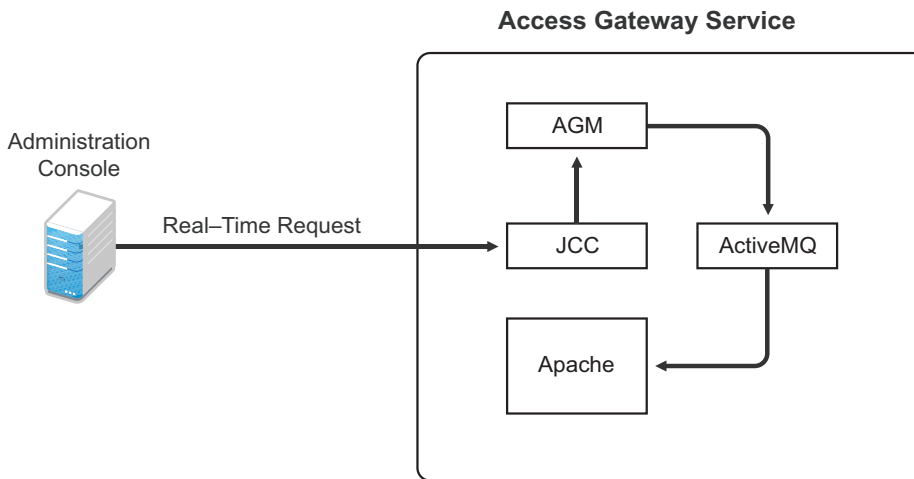 Access Gateway Service
Administration
Console
Real–Time Request
AGM
JCC
ActiveMQ
Apache